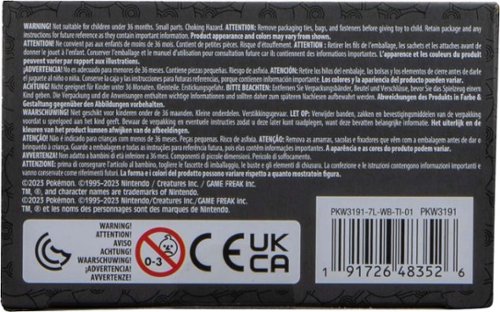 WARNING! Not suitable for children under 36 months. Small parts. Choking Hazard. ATTENTION: Remove packaging ties, bags, and fasteners before giving toy to child. Retain package and any
instructions for future reference as they contain important information. Product appearance and colors may vary from shown.
ATTENTION! Ne convient pas aux enfants de moins de 36 mois. Contient de petites pièces. Risque d'étouffement. ATTENTION : Retirer les fils de l'emballage, les sachets et les attaches avant de
donner le jouet à l'enfant. Conserver l'emballage et les instructions pour consultation future car ils contiennent des informations importantes. L'apparence et les couleurs du produit
peuvent varier par rapport aux illustrations.
¡ADVERTENCIA! No es adecuado para menores de 36 meses. Contiene piezas pequeñas. Riesgo de asfixia. ATENCIÓN: Retira los hilos del embalaje, las bolsas y los elementos de cierre antes de darle
el juguete al niño o niña. Conserve la caja y las instrucciones para futuras referencias, porque contienen información importante. Los colores y la apariencia del producto pueden variar.
ACHTUNG! Nicht geeignet für Kinder unter 36 Monaten. Kleinteile. Erstickungsgefahr. BITTE BEACHTEN: Entfernen Sie Verpackungsbänder, Beutel und Verschlüsse, bevor Sie das Spielzeug einem
Kind geben. Die Verpackung und die Anweisungen enthalten wichtige Informationen und sollten daher zum späteren Nachlesen aufbewahrt werden. Abweichungen des Produkts in Farbe &
Gestaltung gegenüber den Abbildungen vorbehalten.
WAARSCHUWING! Niet geschikt voor kinderen onder de 36 maanden. Kleine onderdelen. Verstikkingsgevaar. LET OP: Verwijder banden, zakken en bevestigingsmiddelen van de verpakking
voordat u speelgoed aan het kind geeft. Bewaar de verpakking en instructies zodat u deze later kunt raadplegen, want deze bevatten belangrijke informatie. Het uiterlijk en de
kleuren van het product kunnen afwijken van de afbeeldingen.
ATENÇÃO! Não é indicado para crianças com menos de 36 meses. Peças pequenas. Risco de asfixia. ATENÇÃO: Remova as amarras, sacolas e fixadores que vêm com a embalagem antes de dar o
brinquedo à criança. Guarde a embalagem e todas as instruções para referência futura, pois elas contêm informações importantes. A aparência e as cores do produto podem variar.
AVVERTENZE! Non adatto a bambini di età inferiore a 36 mesi. Componenti di piccole dimensioni. Pericolo di soffocamento.
ATTENZIONE: prima di consegnare l'articolo al bambino, togliere le fascette di imballaggio, le buste e gli elementi di chiusura. La confezione e le istruzioni contengono informazioni importanti
e vanno conservate come riferimento futuro. La forma e i colori del prodotto possono variare rispetto a quanto mostratoin figura.
©2023 Pokémon. ©1995-2023 Nintendo / Creatures Inc. / GAME FREAK Inc.
TM, ®, and character names are trademarks of Nintendo.
©2023 Pokémon. ©1995–2023 Nintendo/Creatures Inc./GAME FREAK Inc.
TM, ® et les noms des personnages sont des marques de Nintendo.
WARNING!
ATTENTION!
AVISO
ACHTUNG!
WAARSCHUWING!
¡ADVERTENCIA!
AVVERTENZE!
0-3
CE
UK
CA
PKW3191-7L-WB-TI-01 PKW3191
1 91726 48352 6